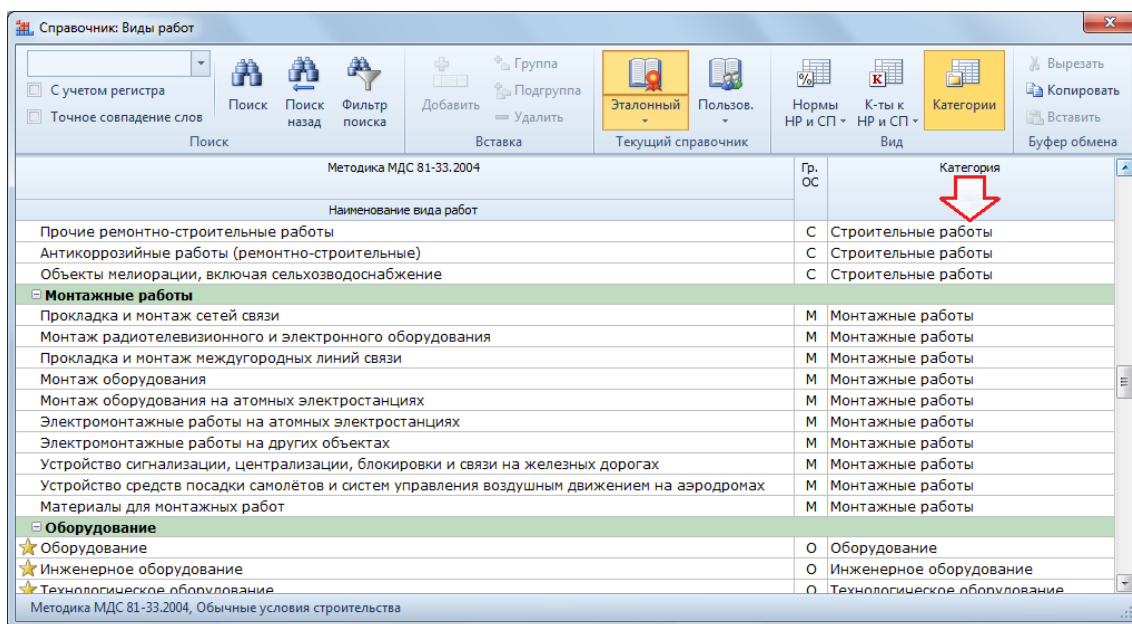 Справочник: Виды работ
С учетом регистра
Точное совпадение слов
Поиск
Поиск назад
Фильтр поиска
Поиск
Добавить
Группа
Подгруппа
Удалить
Вставка
Эталонный
Пользов.
Текущий справочник
Нормы НР и СП
К-ты к НР и СП
Категории
Вид
Вырезать
Копировать
Вставить
Буфер обмена
Методика МДС 81-33.2004
Наименование вида работ
Гр. ОС
Категория
Прочие ремонтно-строительные работы С Строительные работы
Антикоррозийные работы (ремонтно-строительные) С Строительные работы
Объекты мелиорации, включая сельхозводоснабжение С Строительные работы
Монтажные работы
Прокладка и монтаж сетей связи М Монтажные работы
Монтаж радиотелевизионного и электронного оборудования М Монтажные работы
Прокладка и монтаж междугородных линий связи М Монтажные работы
Монтаж оборудования М Монтажные работы
Монтаж оборудования на атомных электростанциях М Монтажные работы
Электромонтажные работы на атомных электростанциях М Монтажные работы
Электромонтажные работы на других объектах М Монтажные работы
Устройство сигнализации, централизации, блокировки и связи на железных дорогах М Монтажные работы
Устройство средств посадки самолётов и систем управления воздушным движением на аэродромах М Монтажные работы
Материалы для монтажных работ М Монтажные работы
Оборудование
Оборудование О Оборудование
Инженерное оборудование О Инженерное оборудование
Технологическое оборудование О Технологическое оборудование
Методика МДС 81-33.2004, Обычные условия строительства